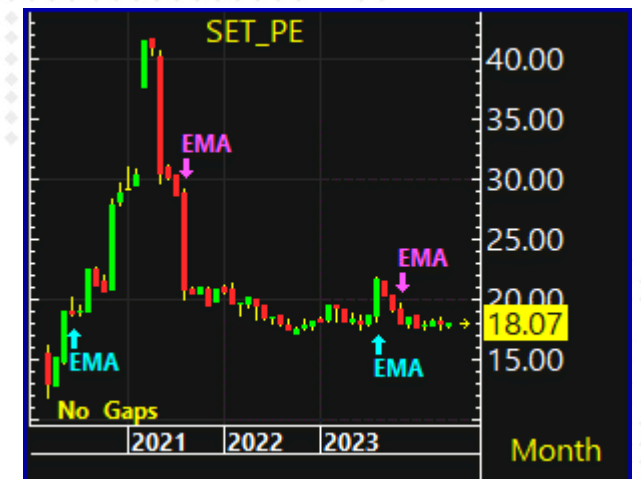 SET_PE
40.00
35.00
EMA
30.00
25.00
EMA
20.00
18.07
EMA
15.00
EMA
No Gaps
2021 2022 2023
Month